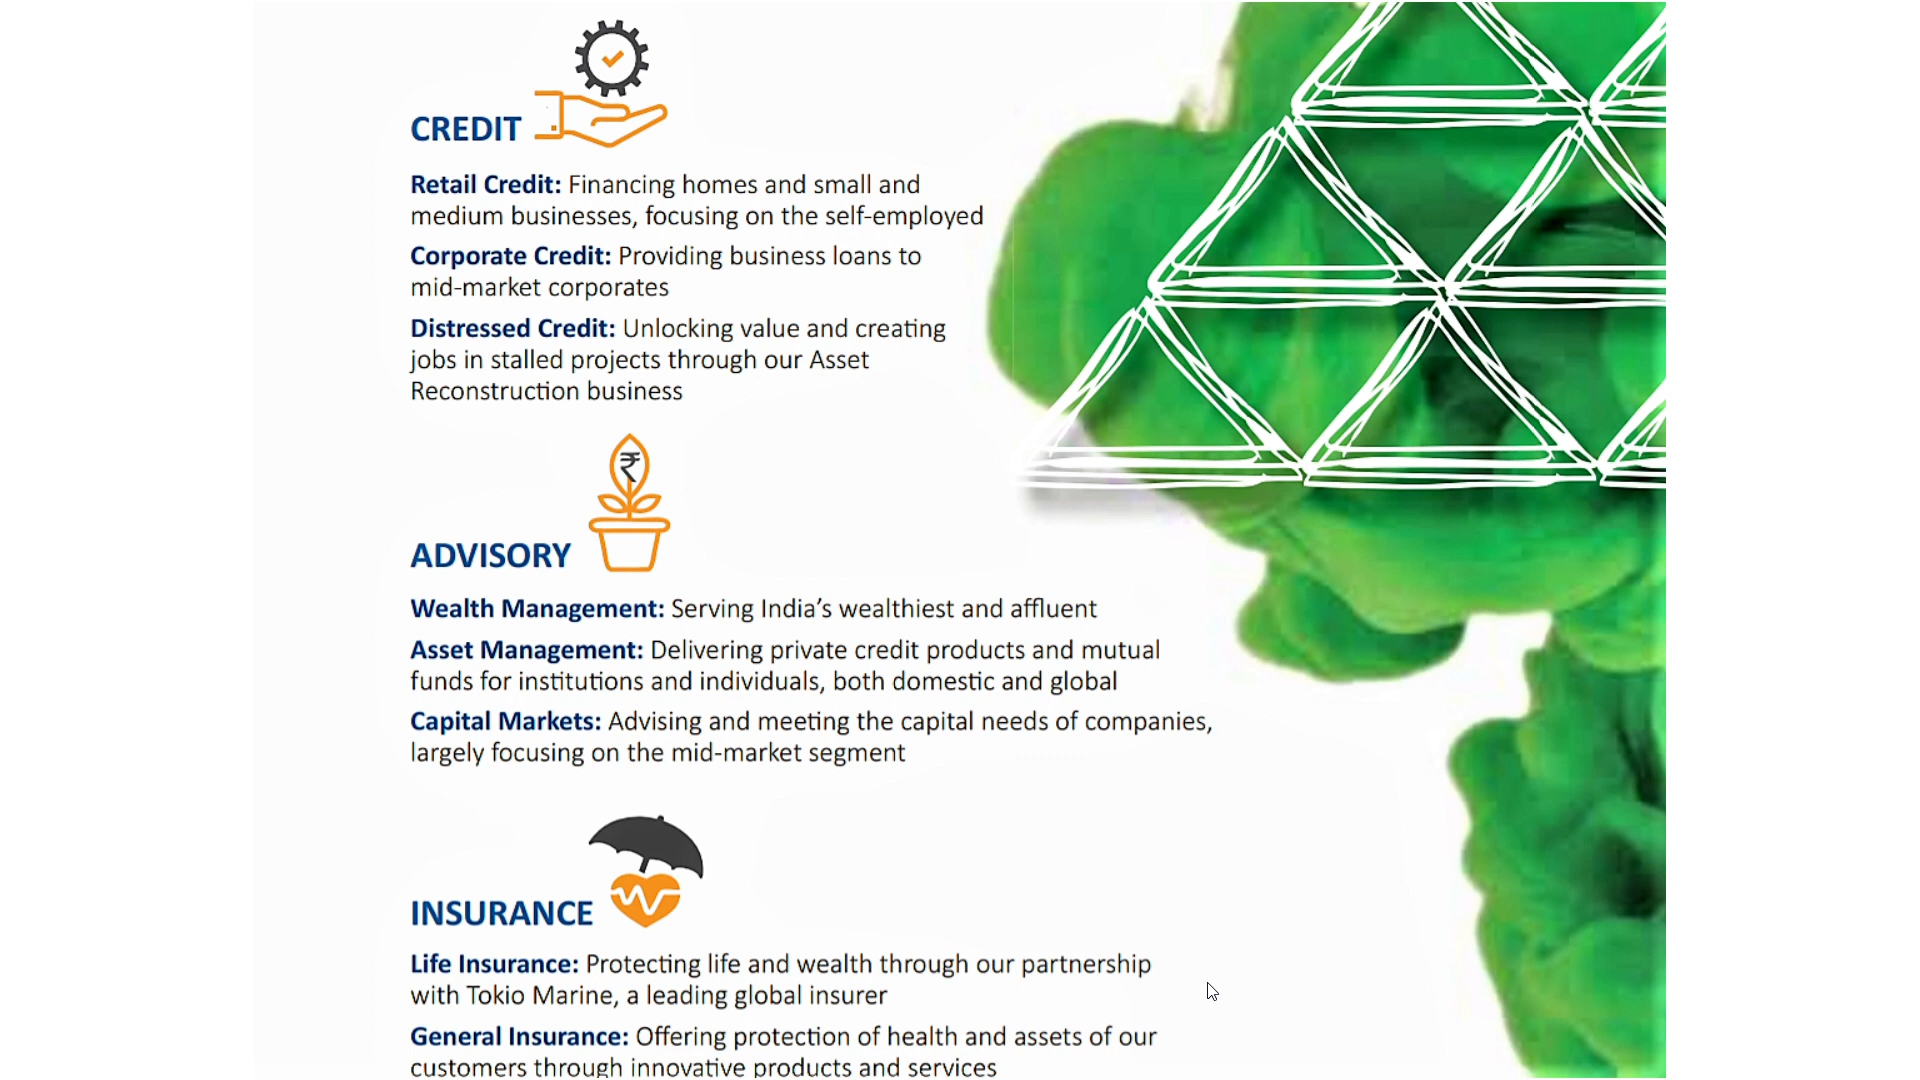 CREDIT
Retail Credit: Financing homes and small and
medium businesses, focusing on the self-employed
Corporate Credit: Providing business loans to
mid-market corporates
Distressed Credit: Unlocking value and creating
jobs in stalled projects through our Asset
Reconstruction business
₹
ADVISORY
Wealth Management: Serving India’s wealthiest and affluent
Asset Management: Delivering private credit products and mutual
funds for institutions and individuals, both domestic and global
Capital Markets: Advising and meeting the capital needs of companies,
largely focusing on the mid-market segment
INSURANCE
Life Insurance: Protecting life and wealth through our partnership
with Tokio Marine, a leading global insurer
General Insurance: Offering protection of health and assets of our
customers through innovative products and services